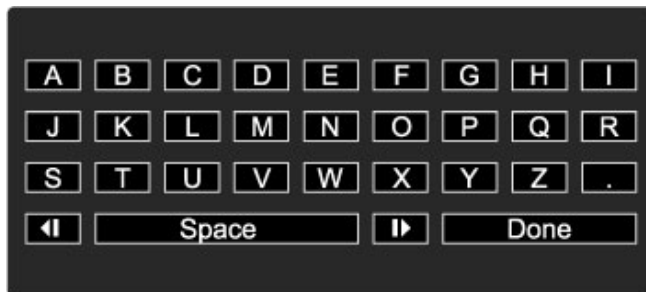 A B C D E F G H I
J K L M N O P Q R
S T U V W X Y Z .
Space Done